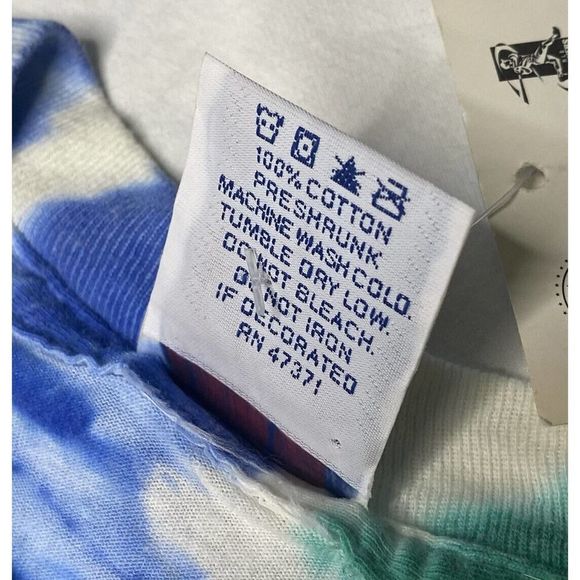 100% COTTON
PRESHRUNK
MACHINE WASH COLD.
TUMBLE DRY LOW.
DO NOT BLEACH.
DO NOT IRON
IF DECORATED
RN 47371